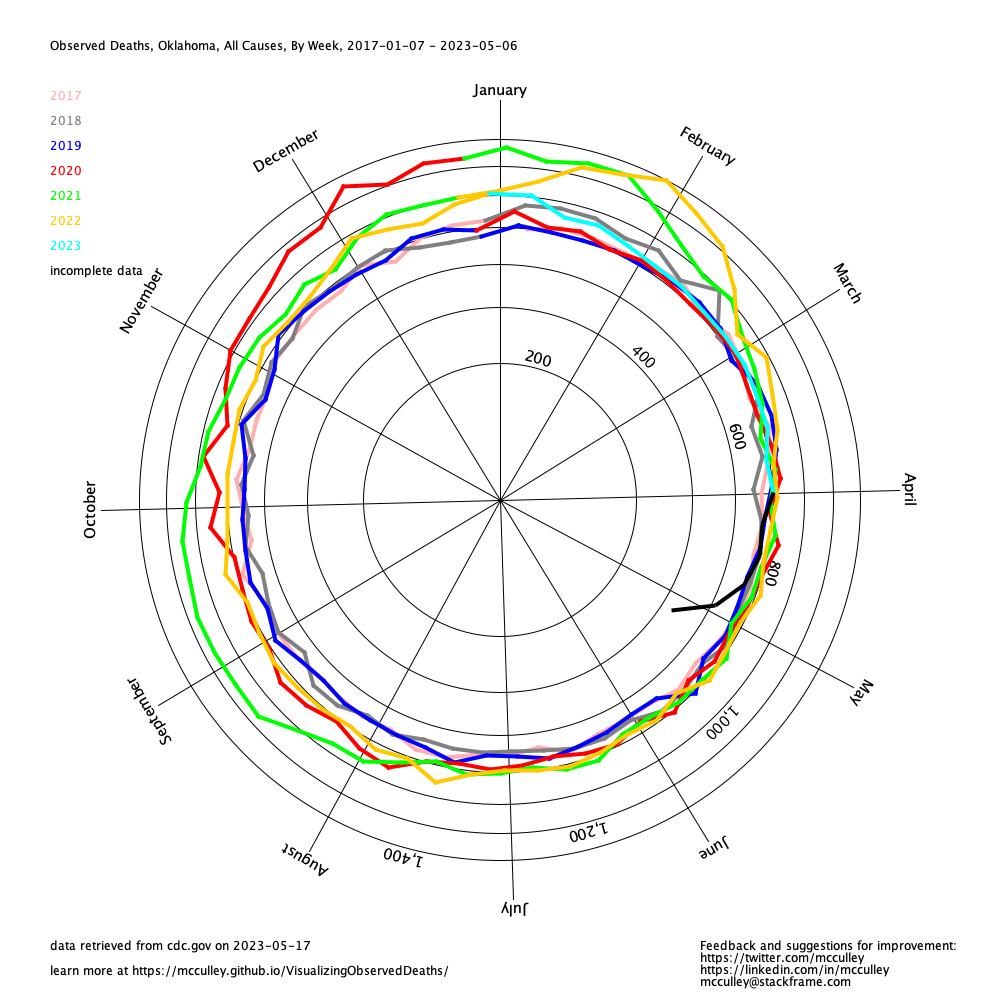 Observed Deaths, Oklahoma, All Causes, By Week, 2017-01-07 - 2023-05-06
January
2017
2018
2019
2020
2021
2022
2023
incomplete data
December
February
November
March
200
400
600
October
April
800
September
May
1,000
1,200
1,400
August
June
July
data retrieved from cdc.gov on 2023-05-17
learn more at https://mcculley.github.io/VisualizingObservedDeaths/
Feedback and suggestions for improvement:
https://twitter.com/mcculley
https://linkedin.com/in/mcculley
mcculley@stackframe.com